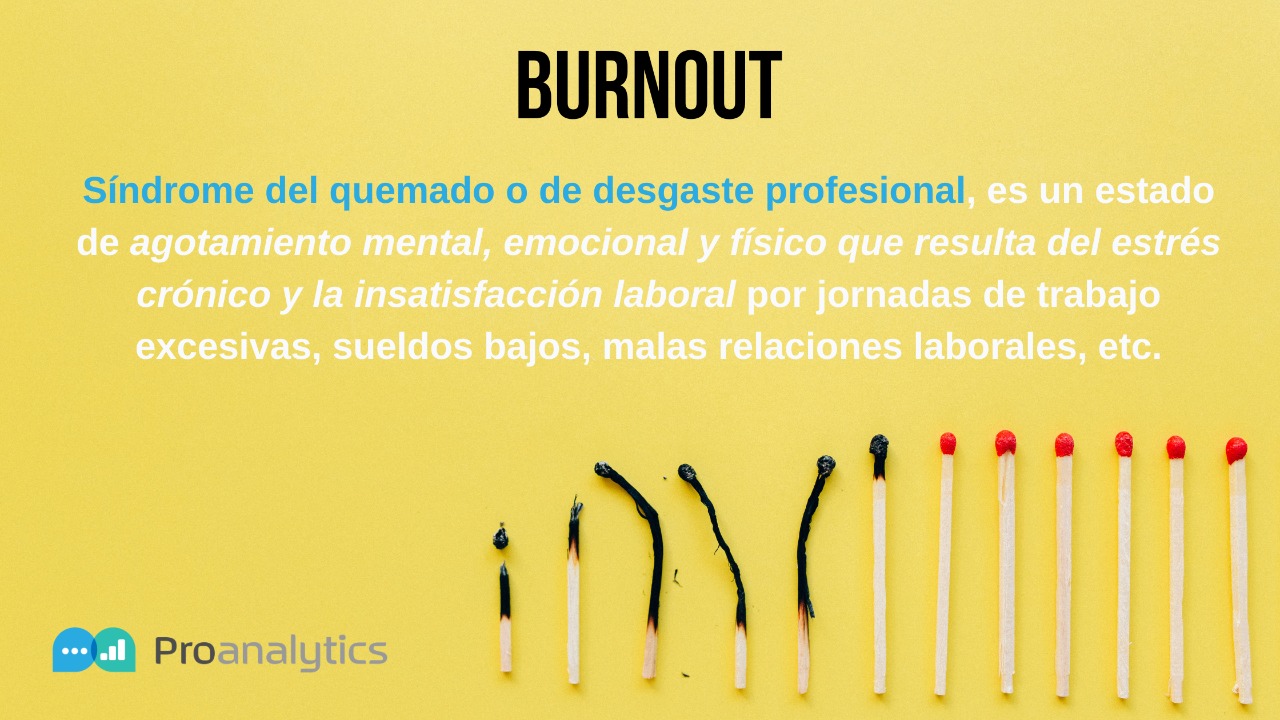 BURNOUT
Síndrome del quemado o de desgaste profesional, es un estado
de agotamiento mental, emocional y físico que resulta del estrés
crónico y la insatisfacción laboral por jornadas de trabajo
excesivas, sueldos bajos, malas relaciones laborales, etc.
Proanalytics